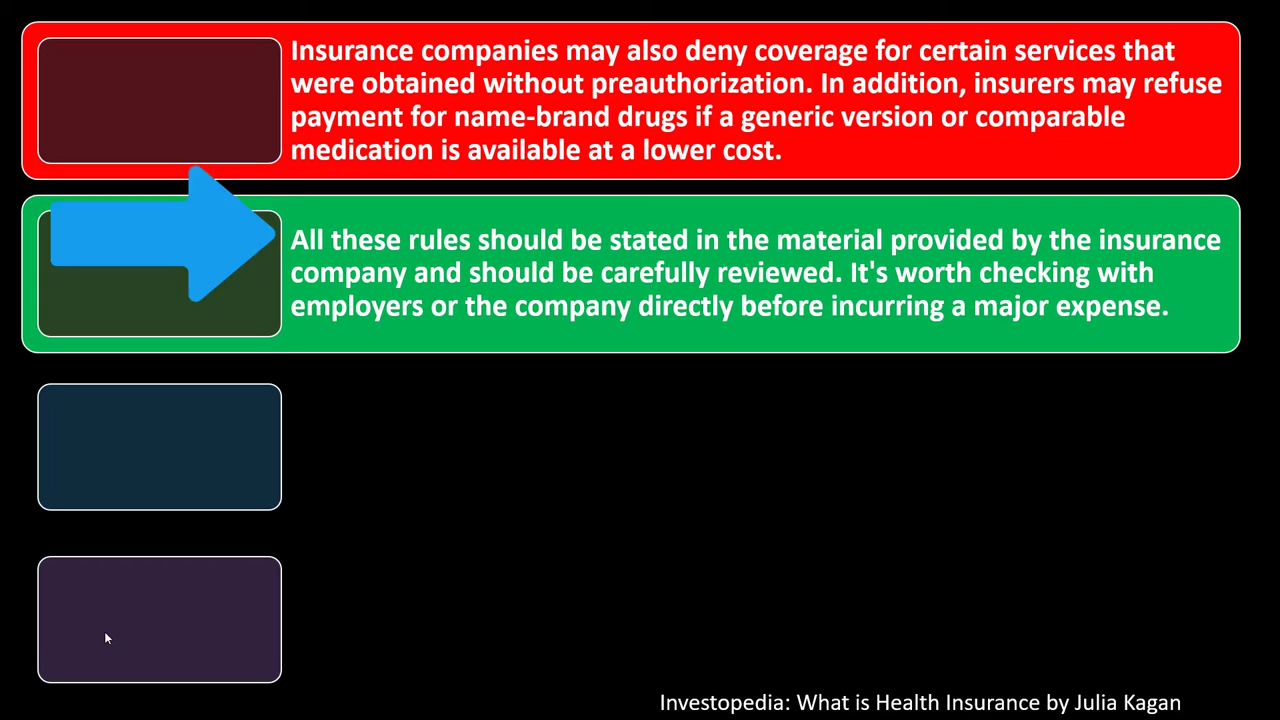 Insurance companies may also deny coverage for certain services that
were obtained without preauthorization. In addition, insurers may refuse
payment for name-brand drugs if a generic version or comparable
medication is available at a lower cost.
All these rules should be stated in the material provided by the insurance
company and should be carefully reviewed. It's worth checking with
employers or the company directly before incurring a major expense.
Investopedia: What is Health Insurance by Julia Kagan